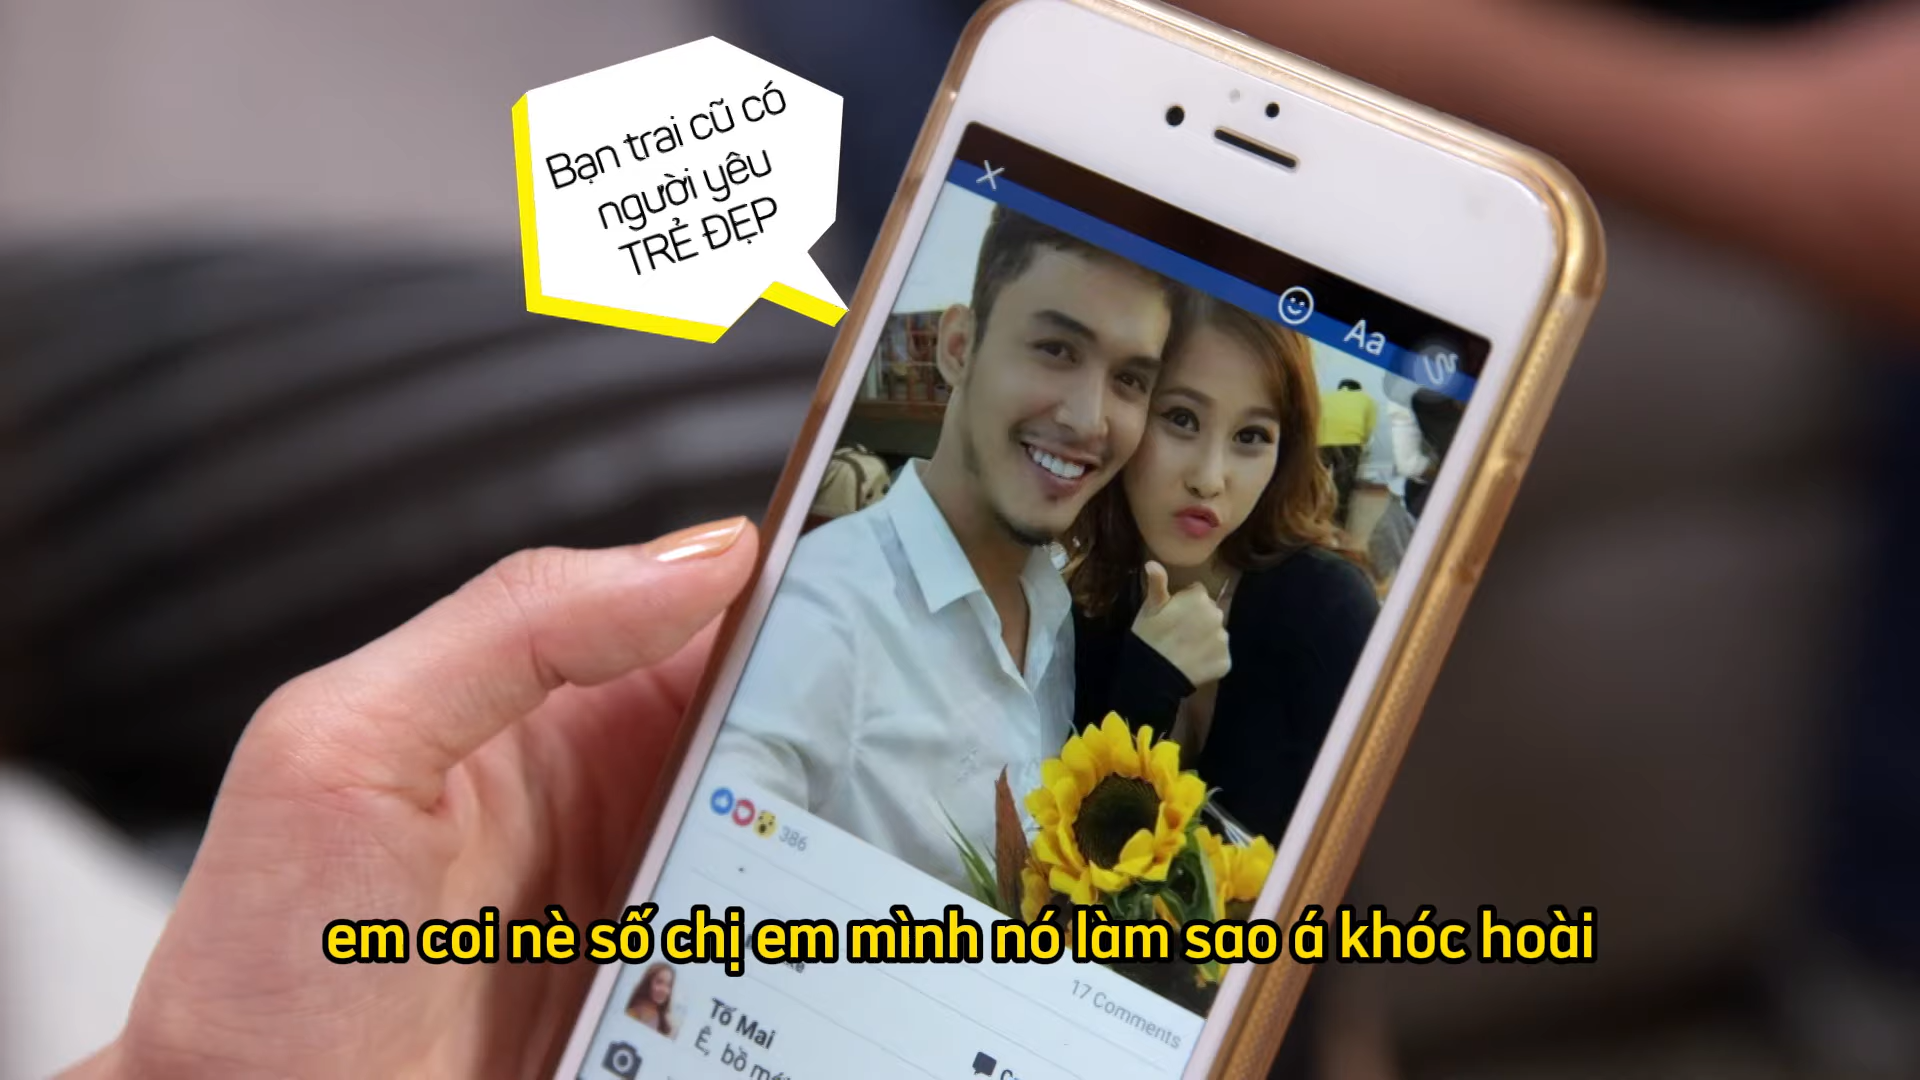 Bạn trai cũ có
người yêu
TRẺ ĐẸP
Aa
386
em coi nè số chị em mình nó làm sao á khóc hoài
17 Comments
Tố Mai
Ê, bồ